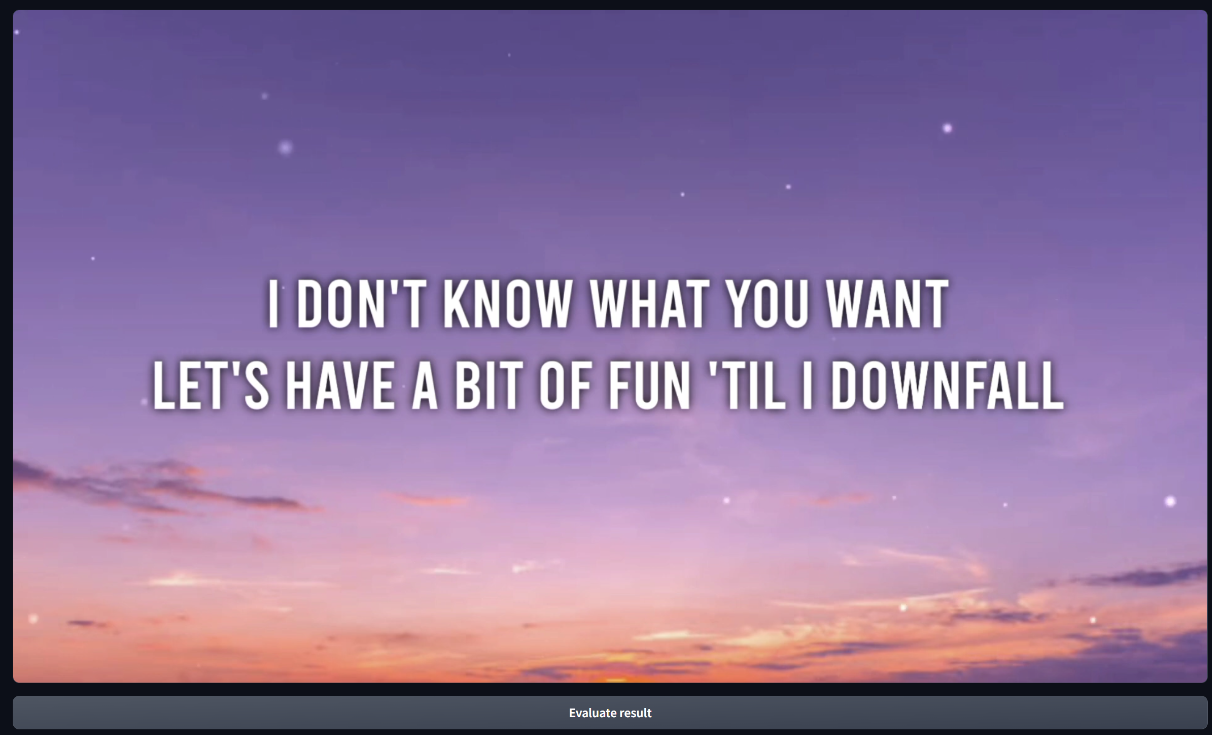 I DON'T KNOW WHAT YOU WANT
LET'S HAVE A BIT OF FUN 'TIL I DOWNFALL
Evaluate result